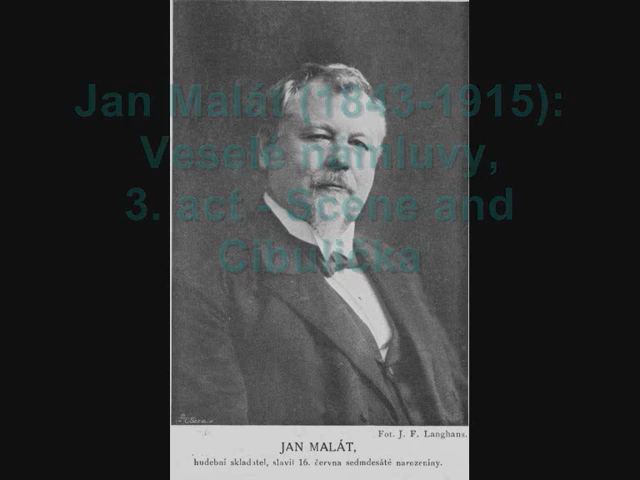 Jan Malát (1843-1915):
Veselé námluvy,
3. act - Scene and
Cibulička
Fot. J. F. Langhans.
JAN MALÁT,
hudební skladatel, slavil 16. června sedmdesáté narozeniny.